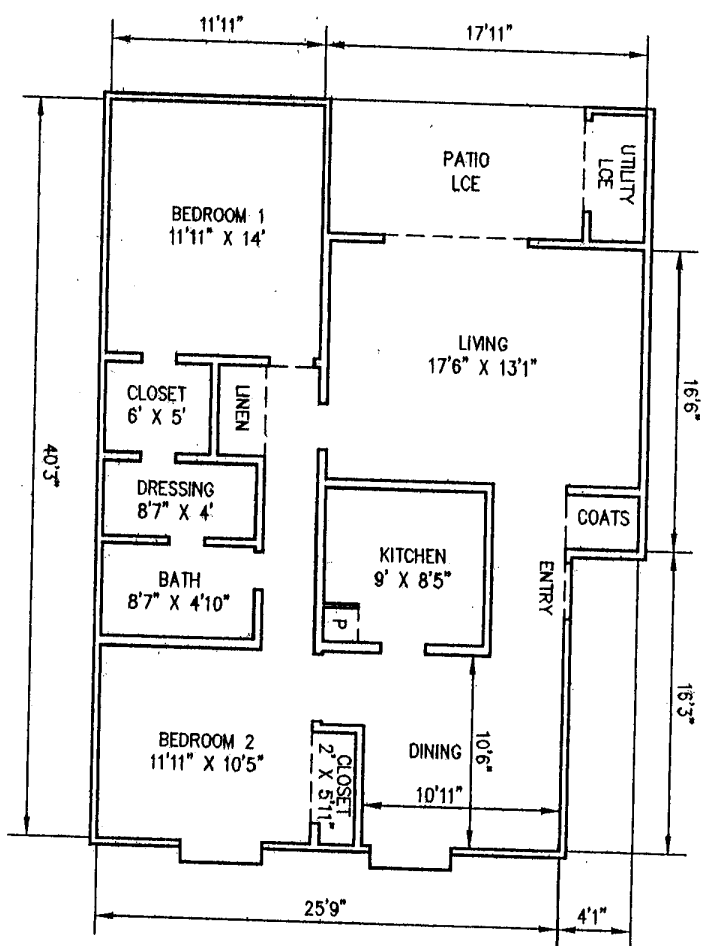 11'11"
17'11"
PATIO
LCE
UTILITY
LCE
BEDROOM 1
11'11" X 14'
LIVING
17'6" X 13'1"
16'6"
CLOSET
6' X 5'
LINEN
40'3"
DRESSING
8'7" X 4'
COATS
KITCHEN
9' X 8'5"
BATH
8'7" X 4'10"
ENTRY
P
16'3"
BEDROOM 2
11'11" X 10'5"
CLOSET
2' X 5'11"
DINING
10'6"
10'11"
25'9"
4'1"